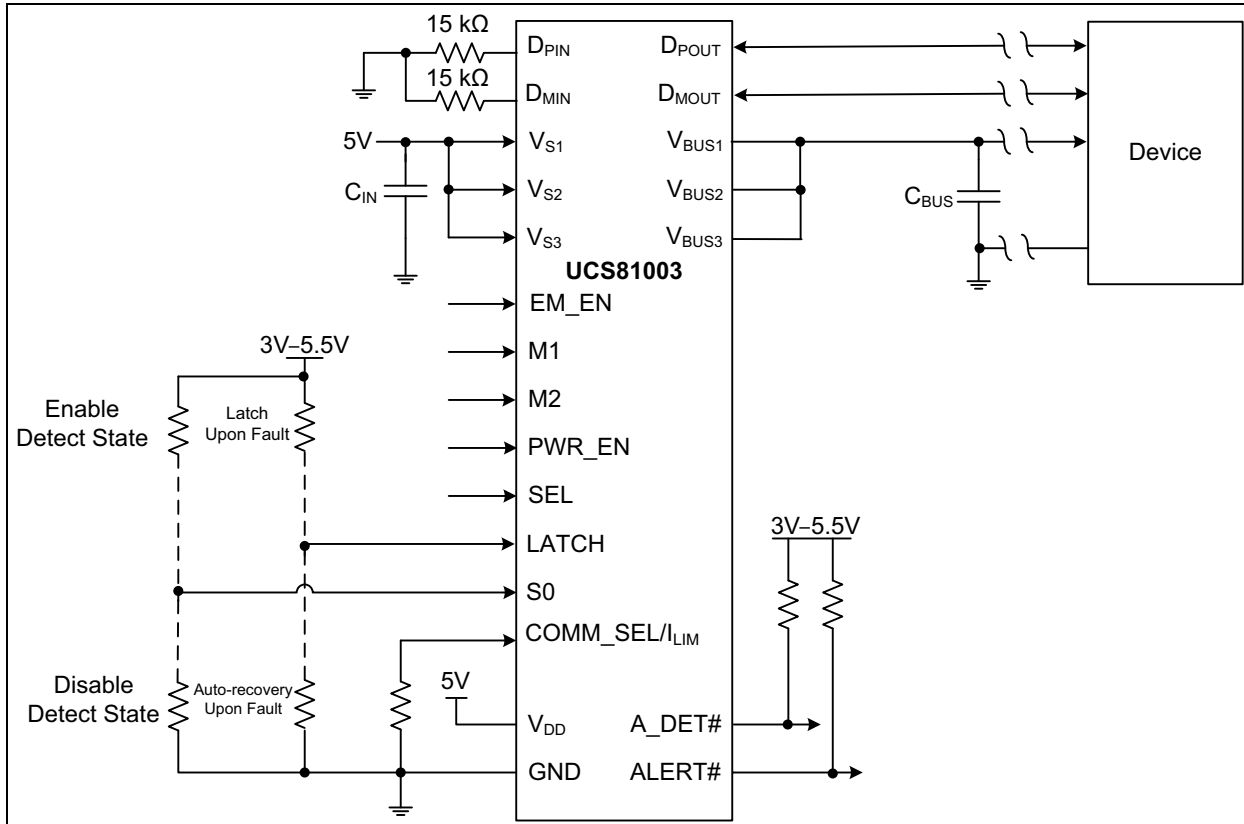 15 kΩ
15 kΩ
DPIN
DMIN
5V
VS1
CIN
VS2
VS3
UCS81003
EM_EN
M1
M2
PWR_EN
SEL
LATCH
S0
COMM_SEL/ILIM
VDD
GND
3V–5.5V
Enable
Detect State
Latch
Upon Fault
Disable
Detect State
Auto-recovery
Upon Fault
5V
DPOUT
DMOUT
VBUS1
VBUS2
VBUS3
CBUS
Device
3V–5.5V
A_DET#
ALERT#